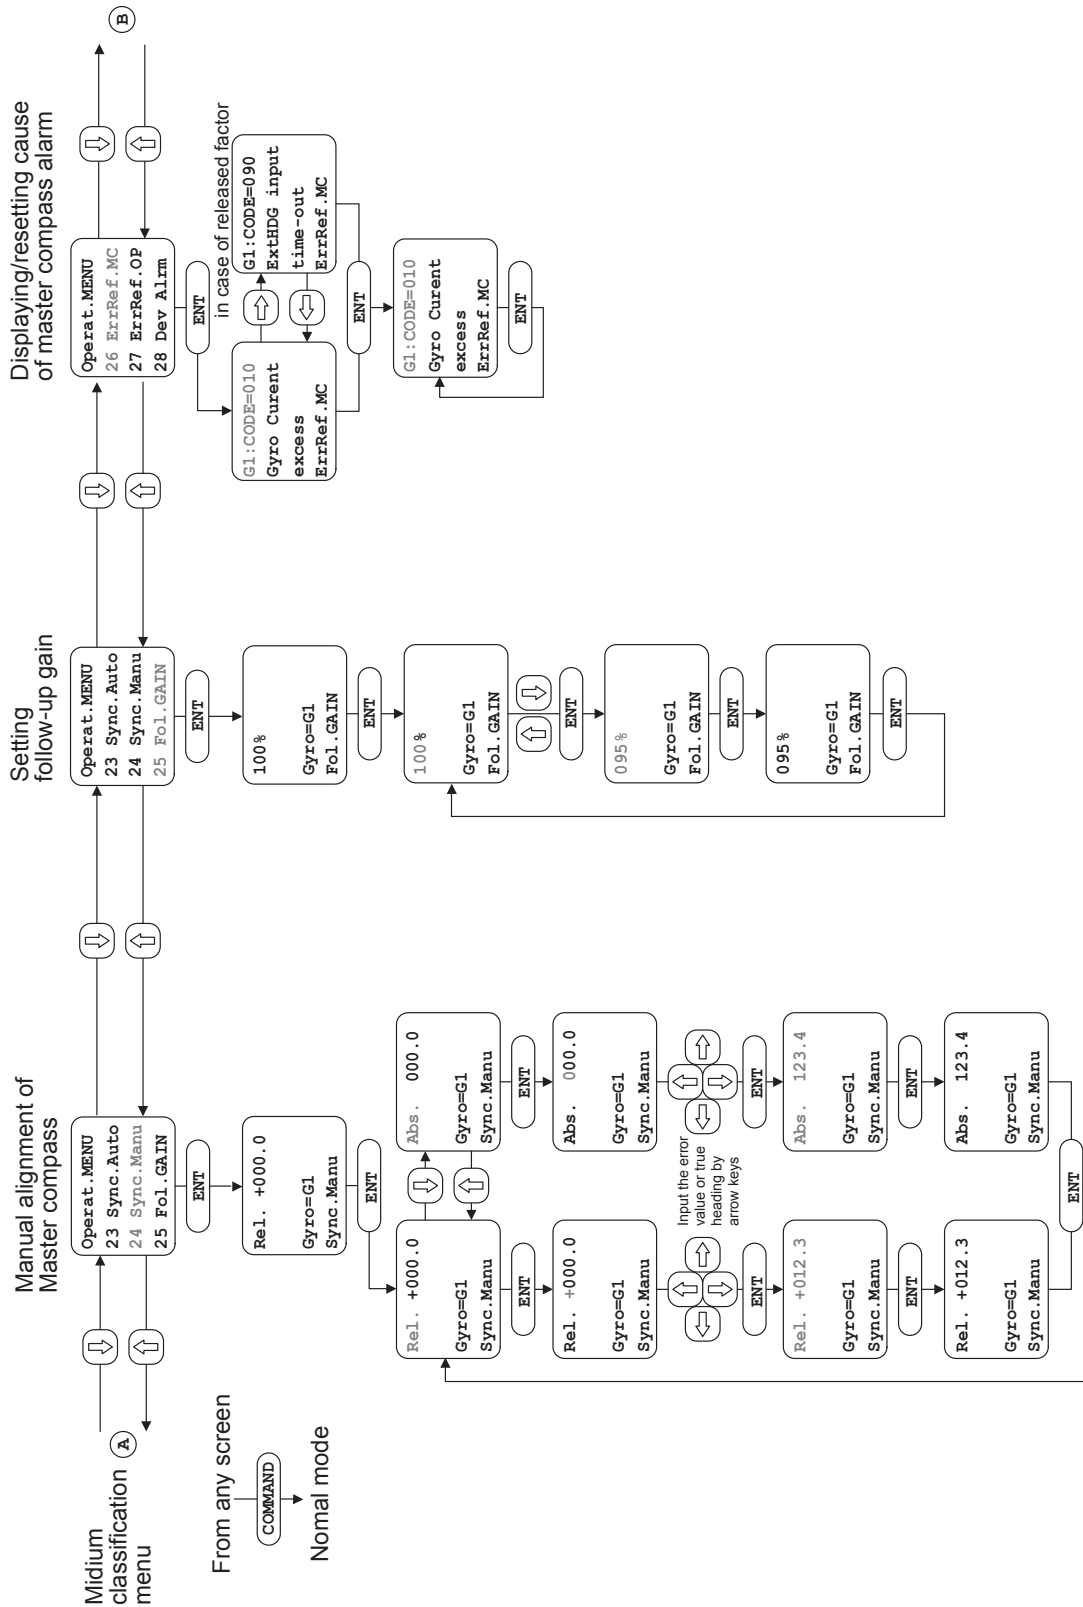 Midium
classification
menu
A
From any screen
COMMAND
Nomal mode
Manual alignment of
Master compass
Operat.MENU
23 Sync.Auto
24 Sync.Manu
25 Fol.GAIN
ENT
Rel. +000.0
Gyro=G1
Sync.Manu
ENT
Rel. +000.0
Gyro=G1
Sync.Manu
ENT
Rel. +000.0
Gyro=G1
Sync.Manu
ENT
Rel. +012.3
Gyro=G1
Sync.Manu
ENT
Rel. +012.3
Gyro=G1
Sync.Manu
Input the error
value or true
heading by
arrow keys
Abs. 000.0
Gyro=G1
Sync.Manu
ENT
Abs. 000.0
Gyro=G1
Sync.Manu
ENT
Abs. 123.4
Gyro=G1
Sync.Manu
ENT
Abs. 123.4
Gyro=G1
Sync.Manu
ENT
Setting
follow-up gain
Operat.MENU
23 Sync.Auto
24 Sync.Manu
25 Fol.GAIN
ENT
100%
Gyro=G1
Fol.GAIN
ENT
100%
Gyro=G1
Fol.GAIN
ENT
095%
Gyro=G1
Fol.GAIN
ENT
095%
Gyro=G1
Fol.GAIN
ENT
Displaying/resetting cause
of master compass alarm
Operat.MENU
26 ErrRef.MC
27 ErrRef.OP
28 Dev Alrm
ENT
in case of released factor
G1:CODE=010
Gyro Curent
excess
ErrRef.MC
G1:CODE=090
ExtHDG input
time-out
ErrRef.MC
ENT
G1:CODE=010
Gyro Curent
excess
ErrRef.MC
ENT
B